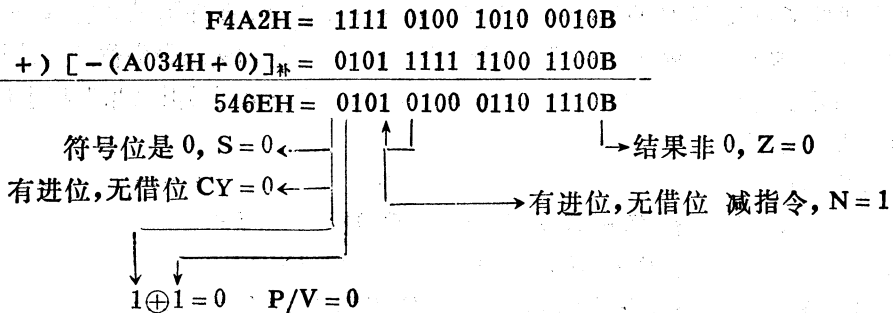 F4A2H = 1111 0100 1010 0010B
+) [-(A034H+0)]补 = 0101 1111 1100 1100B
546EH = 0101 0100 0110 1110B
符号位是 0, S = 0
结果非 0, Z = 0
有进位,无借位 CY = 0
有进位,无借位 减指令, N = 1
1⊕1 = 0 P/V = 0